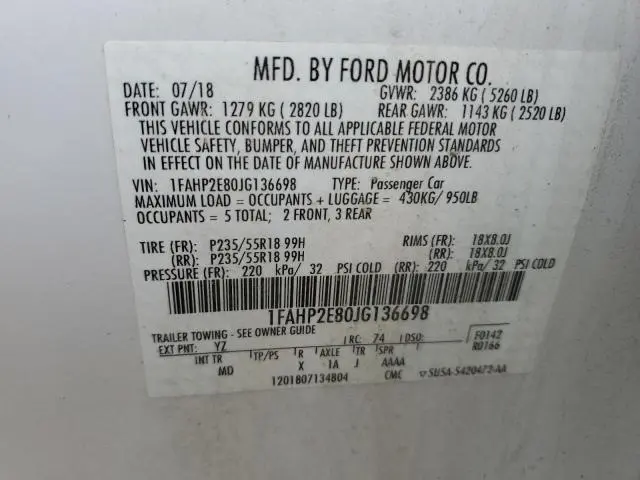 MFD. BY FORD MOTOR CO.
DATE: 07/18 GVWR: 2386 KG ( 5260 LB)
FRONT GAWR: 1279 KG ( 2820 LB) REAR GAWR: 1143 KG ( 2520 LB)
THIS VEHICLE CONFORMS TO ALL APPLICABLE FEDERAL MOTOR
VEHICLE SAFETY, BUMPER, AND THEFT PREVENTION STANDARDS
IN EFFECT ON THE DATE OF MANUFACTURE SHOWN ABOVE.
VIN: 1FAHP2E80JG136698 TYPE: Passenger Car
MAXIMUM LOAD = OCCUPANTS + LUGGAGE = 430KG/ 950LB
OCCUPANTS = 5 TOTAL; 2 FRONT, 3 REAR
TIRE (FR): P235/55R18 99H RIMS (FR): 18X8.0J
(RR): P235/55R18 99H (RR): 18X8.0J
PRESSURE (FR): 220 kPa/ 32 PSI COLD (RR): 220 kPa/ 32 PSI COLD
1FAHP2E80JG136698
TRAILER TOWING - SEE OWNER GUIDE
EXT PNT: YZ RC: 74 DSO: F0142
R0166
INT TR TP/PS R AXLE TR SPR
MD X 1A J AAAA
1201807134804 CMC ▽ 5U5A-5420472-AA